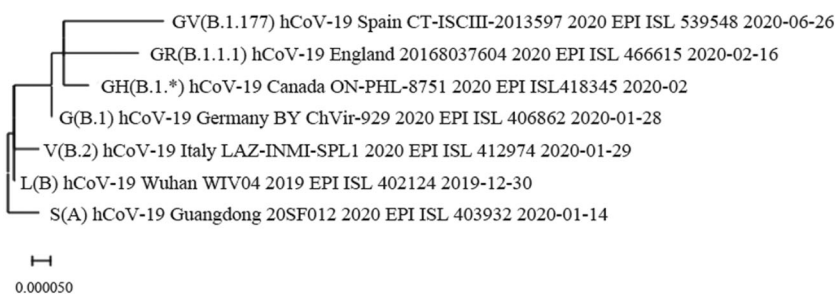 GV(B.1.177) hCoV-19 Spain CT-ISCIII-2013597 2020 EPI ISL 539548 2020-06-26
GR(B.1.1.1) hCoV-19 England 20168037604 2020 EPI ISL 466615 2020-02-16
GH(B.1.*) hCoV-19 Canada ON-PHL-8751 2020 EPI ISL418345 2020-02
G(B.1) hCoV-19 Germany BY ChVir-929 2020 EPI ISL 406862 2020-01-28
V(B.2) hCoV-19 Italy LAZ-INMI-SPL1 2020 EPI ISL 412974 2020-01-29
L(B) hCoV-19 Wuhan WIV04 2019 EPI ISL 402124 2019-12-30
S(A) hCoV-19 Guangdong 20SF012 2020 EPI ISL 403932 2020-01-14
0.000050